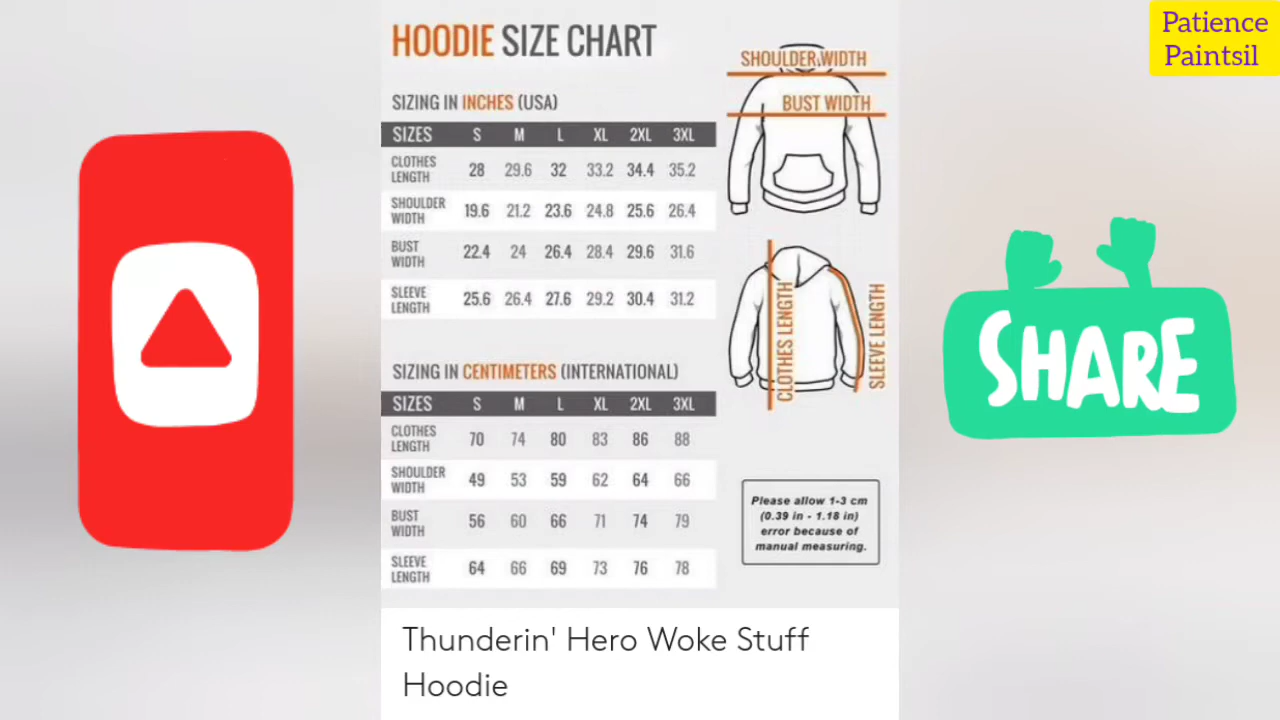 Patience
Paintsil
HOODIE SIZE CHART
SIZING IN INCHES (USA)
SIZES S M L XL 2XL 3XL
CLOTHES
LENGTH 28 29.6 32 33.2 34.4 35.2
SHOULDER
WIDTH 19.6 21.2 23.6 24.8 25.6 26.4
BUST
WIDTH 22.4 24 26.4 28.4 29.6 31.6
SLEEVE
LENGTH 25.6 26.4 27.6 29.2 30.4 31.2
SIZING IN CENTIMETERS (INTERNATIONAL)
SIZES S M L XL 2XL 3XL
CLOTHES
LENGTH 70 74 80 83 86 88
SHOULDER
WIDTH 49 53 59 62 64 66
BUST
WIDTH 56 60 66 71 74 79
SLEEVE
LENGTH 64 66 69 73 76 78
SHOULDER WIDTH
BUST WIDTH
CLOTHES LENGTH
SLEEVE LENGTH
Please allow 1-3 cm
(0.39 in - 1.18 in)
error because of
manual measuring.
Thunderin' Hero Woke Stuff
Hoodie
SHARE